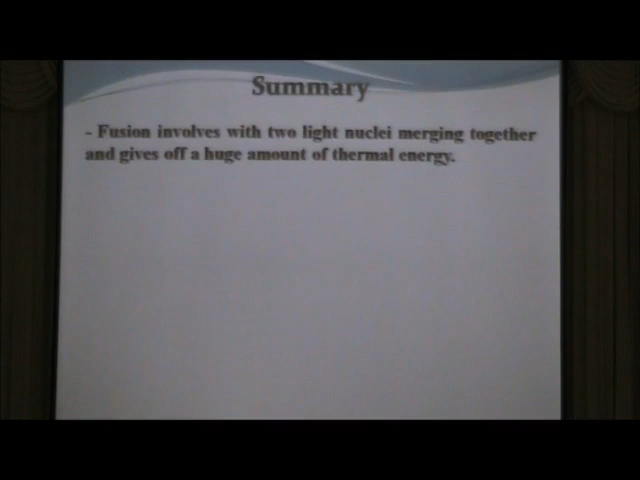 Summary
- Fusion involves with two light nuclei merging together
and gives off a huge amount of thermal energy.